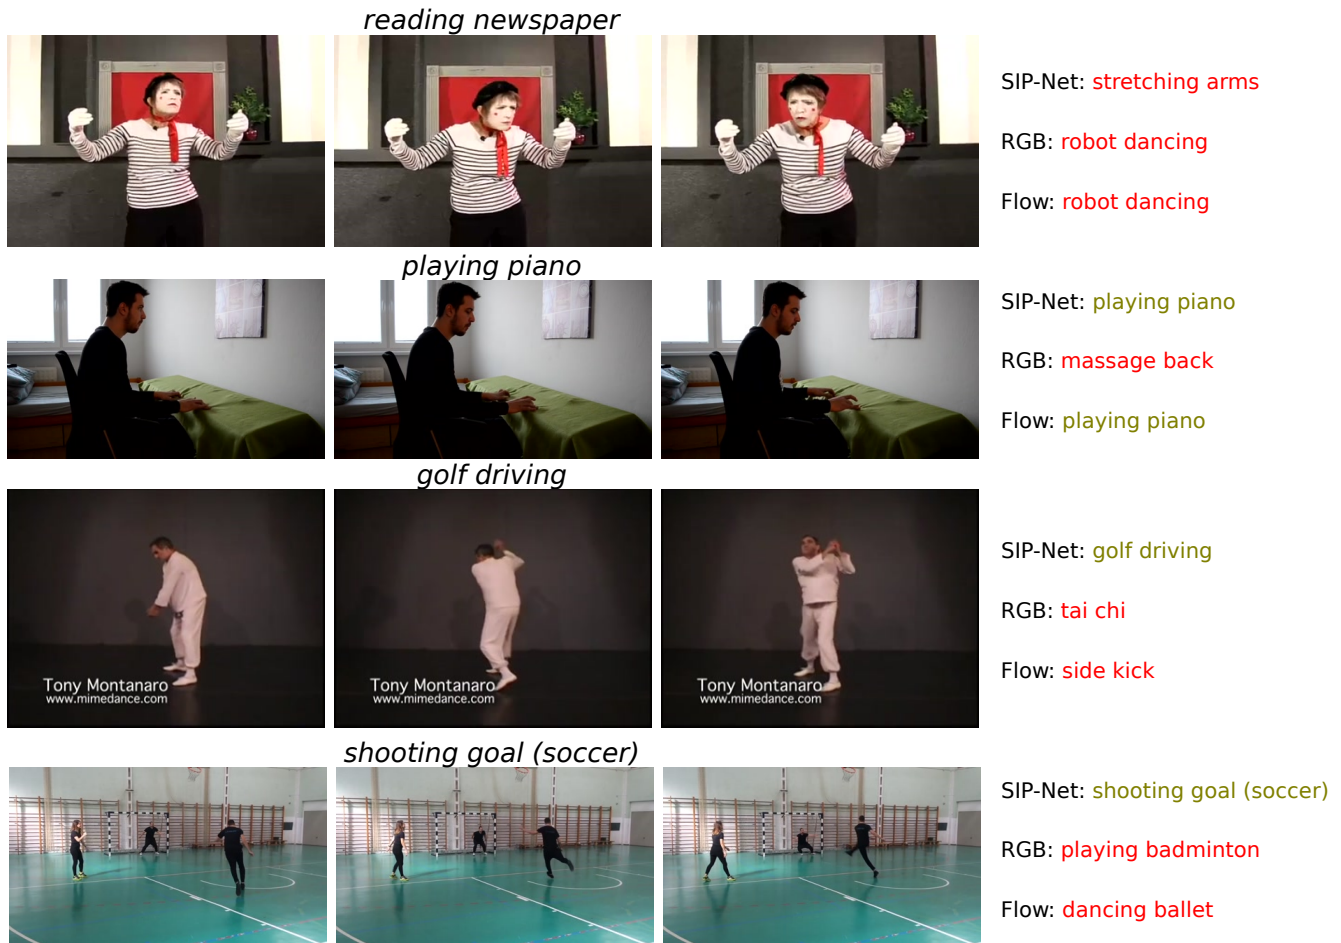 reading newspaper
SIP-Net: stretching arms
RGB: robot dancing
Flow: robot dancing
playing piano
SIP-Net: playing piano
RGB: massage back
Flow: playing piano
golf driving
Tony Montanaro
www.mimedance.com
Tony Montanaro
www.mimedance.com
Tony Montanaro
www.mimedance.com
SIP-Net: golf driving
RGB: tai chi
Flow: side kick
shooting goal (soccer)
SIP-Net: shooting goal (soccer)
RGB: playing badminton
Flow: dancing ballet